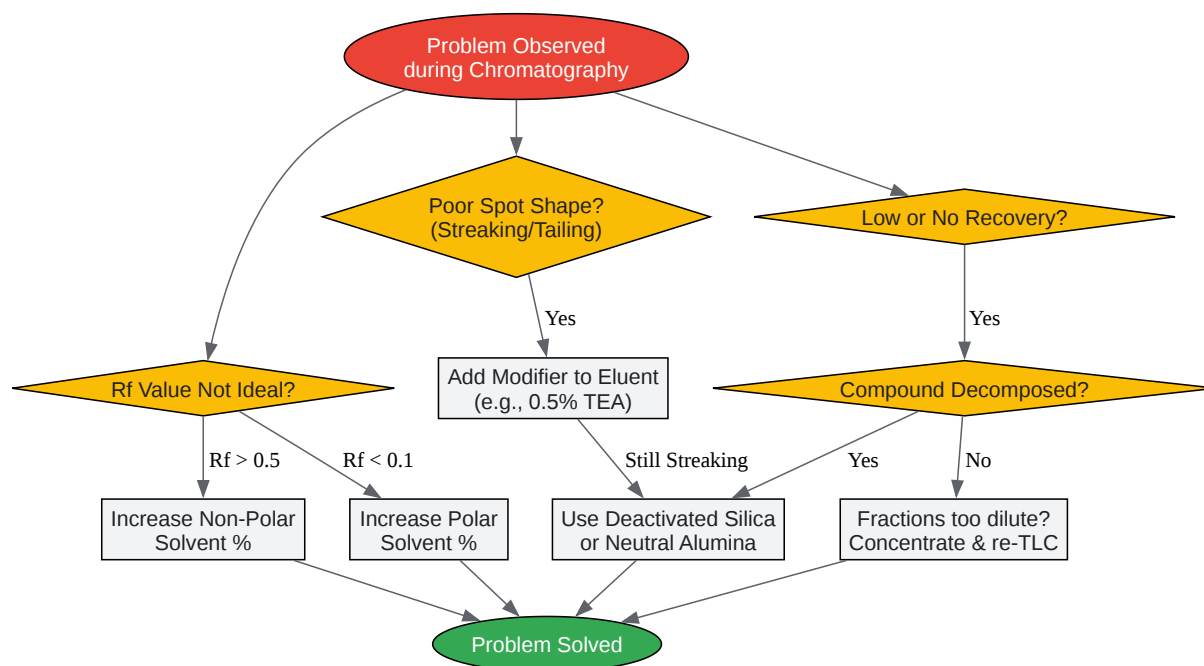 Problem Observed
during Chromatography
Poor Spot Shape?
(Streaking/Tailing)
Low or No Recovery?
Yes
Yes
Rf Value Not Ideal?
Add Modifier to Eluent
(e.g., 0.5% TEA)
Compound Decomposed?
Rf > 0.5
Rf < 0.1
Still Streaking
Yes
No
Increase Non-Polar
Solvent %
Increase Polar
Solvent %
Use Deactivated Silica
or Neutral Alumina
Fractions too dilute?
Concentrate & re-TLC
Problem Solved